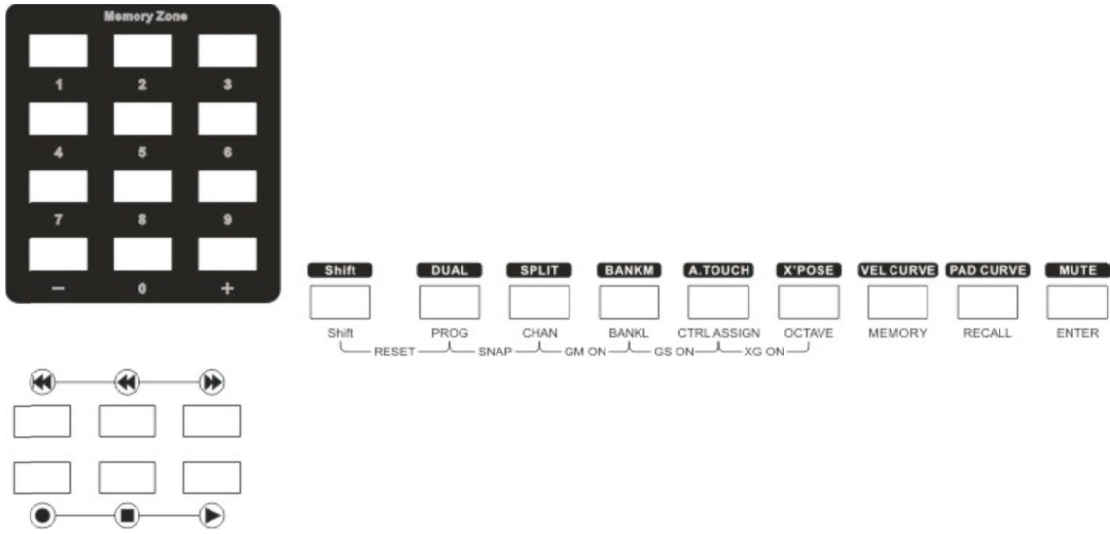 Memory Zone
1 2 3
4 5 6
7 8 9
− 0 +
Shift DUAL SPLIT BANKM A.TOUCH X'POSE VEL CURVE PAD CURVE MUTE
Shift PROG CHAN BANKL CTRL ASSIGN OCTAVE MEMORY RECALL ENTER
RESET SNAP GM ON GS ON XG ON